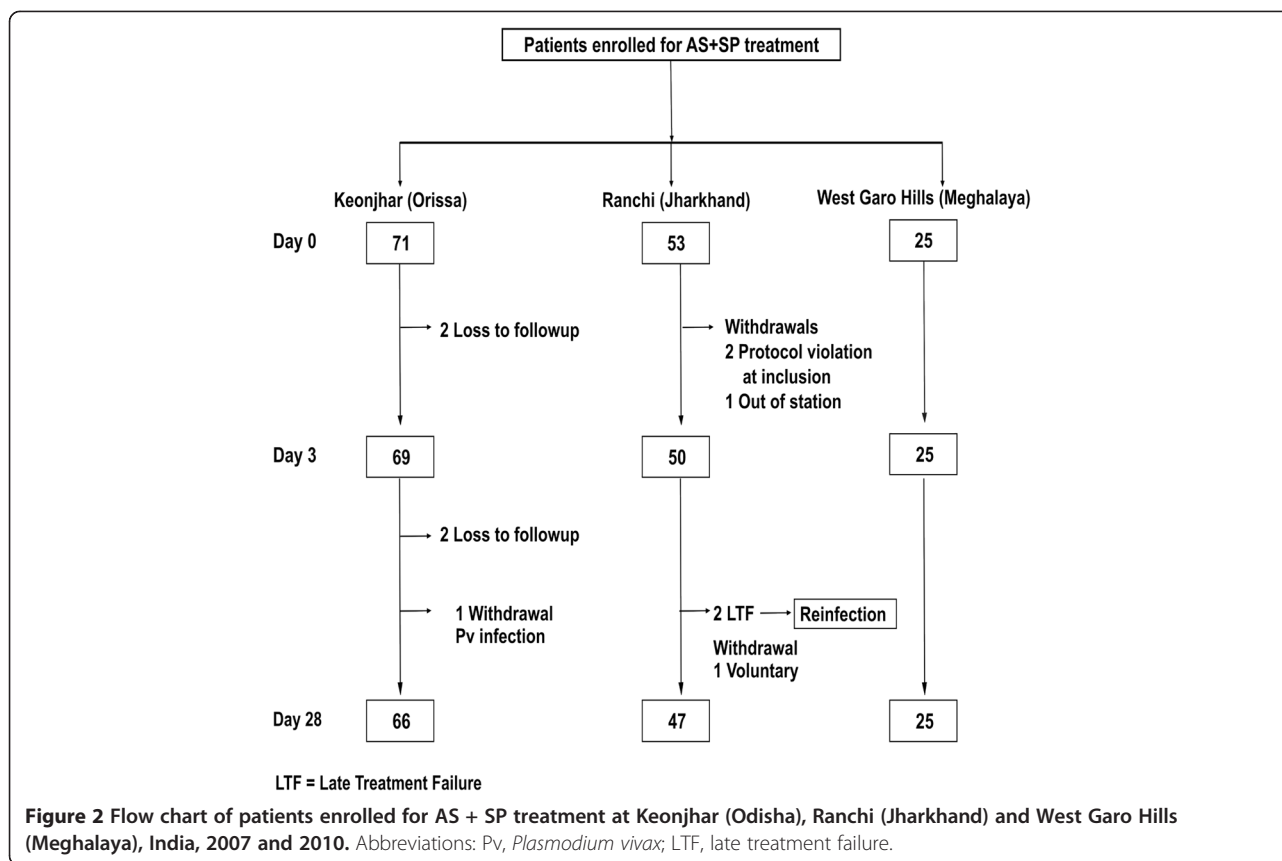 Patients enrolled for AS+SP treatment
Keonjhar (Orissa)
Ranchi (Jharkhand)
West Garo Hills (Meghalaya)
Day 0
71
53
25
2 Loss to followup
Withdrawals
2 Protocol violation
at inclusion
1 Out of station
Day 3
69
50
25
2 Loss to followup
1 Withdrawal
Pv infection
2 LTF
Reinfection
Withdrawal
1 Voluntary
Day 28
66
47
25
LTF = Late Treatment Failure
Figure 2 Flow chart of patients enrolled for AS + SP treatment at Keonjhar (Odisha), Ranchi (Jharkhand) and West Garo Hills
(Meghalaya), India, 2007 and 2010. Abbreviations: Pv, Plasmodium vivax; LTF, late treatment failure.